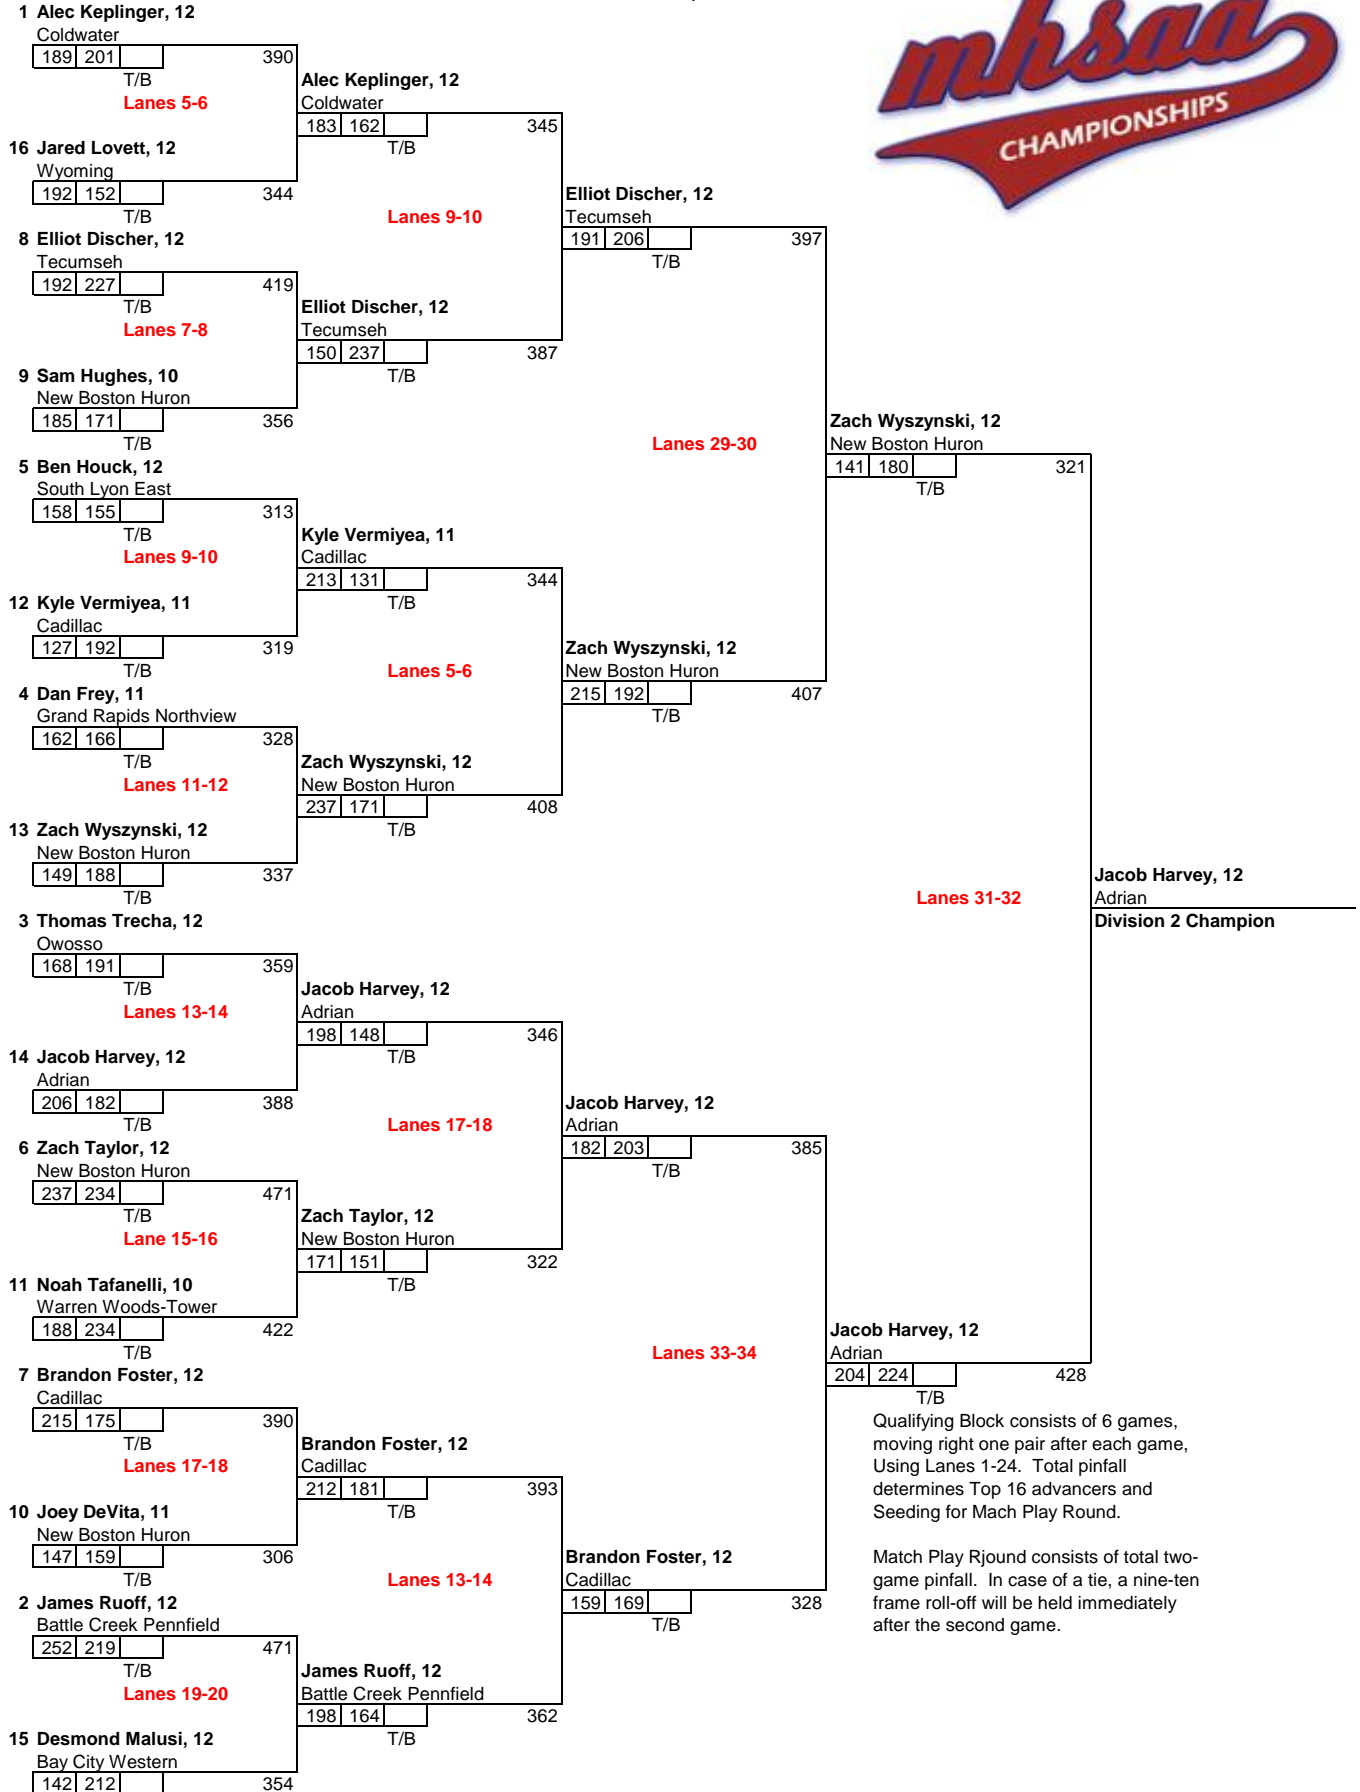 mhsaa
CHAMPIONSHIPS
1 Alec Keplinger, 12
Coldwater
189 201 390
T/B
Lanes 5-6
16 Jared Lovett, 12
Wyoming
192 152 344
T/B
8 Elliot Discher, 12
Tecumseh
192 227 419
T/B
Lanes 7-8
9 Sam Hughes, 10
New Boston Huron
185 171 356
T/B
5 Ben Houck, 12
South Lyon East
158 155 313
T/B
Lanes 9-10
12 Kyle Vermiyea, 11
Cadillac
127 192 319
T/B
4 Dan Frey, 11
Grand Rapids Northview
162 166 328
T/B
Lanes 11-12
13 Zach Wyszynski, 12
New Boston Huron
149 188 337
T/B
3 Thomas Trecha, 12
Owosso
168 191 359
T/B
Lanes 13-14
14 Jacob Harvey, 12
Adrian
206 182 388
T/B
6 Zach Taylor, 12
New Boston Huron
237 234 471
T/B
Lane 15-16
11 Noah Tafanelli, 10
Warren Woods-Tower
188 234 422
T/B
7 Brandon Foster, 12
Cadillac
215 175 390
T/B
Lanes 17-18
10 Joey DeVita, 11
New Boston Huron
147 159 306
T/B
2 James Ruoff, 12
Battle Creek Pennfield
252 219 471
T/B
Lanes 19-20
15 Desmond Malusi, 12
Bay City Western
142 212 354
Alec Keplinger, 12
Coldwater
183 162 345
T/B
Lanes 9-10
Elliot Discher, 12
Tecumseh
150 237 387
T/B
Kyle Vermiyea, 11
Cadillac
213 131 344
T/B
Lanes 5-6
Zach Wyszynski, 12
New Boston Huron
237 171 408
T/B
Jacob Harvey, 12
Adrian
198 148 346
T/B
Lanes 17-18
Zach Taylor, 12
New Boston Huron
171 151 322
T/B
Brandon Foster, 12
Cadillac
212 181 393
T/B
Lanes 13-14
James Ruoff, 12
Battle Creek Pennfield
198 164 362
T/B
Elliot Discher, 12
Tecumseh
191 206 397
T/B
Lanes 29-30
Zach Wyszynski, 12
New Boston Huron
215 192 407
T/B
Jacob Harvey, 12
Adrian
182 203 385
T/B
Lanes 33-34
Brandon Foster, 12
Cadillac
159 169 328
T/B
Zach Wyszynski, 12
New Boston Huron
141 180 321
T/B
Lanes 31-32
Jacob Harvey, 12
Adrian
204 224 428
T/B
Jacob Harvey, 12
Adrian
Division 2 Champion
Qualifying Block consists of 6 games,
moving right one pair after each game,
Using Lanes 1-24. Total pinfall
determines Top 16 advancers and
Seeding for Mach Play Round.
Match Play Rjound consists of total two-
game pinfall. In case of a tie, a nine-ten
frame roll-off will be held immediately
after the second game.